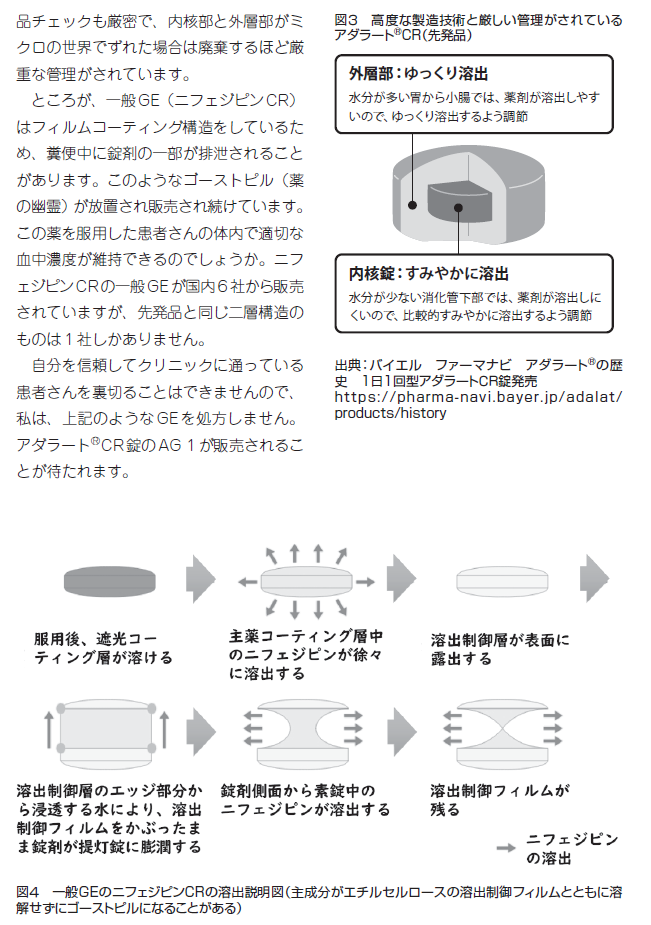 品チェックも厳密で、内核部と外層部がミ
クロの世界でずれた場合は廃棄するほど厳
重な管理がされています。
　ところが、一般GE（ニフェジピンCR）
はフィルムコーティング構造をしているた
め、糞便中に錠剤の一部が排泄されること
があります。このようなゴーストピル（薬
の幽霊）が放置され販売され続けています。
この薬を服用した患者さんの体内で適切な
血中濃度が維持できるのでしょうか。ニフ
ェジピンCRの一般GEが国内6社から販売
されていますが、先発品と同じ二層構造の
ものは1社しかありません。
　自分を信頼してクリニックに通っている
患者さんを裏切ることはできませんので、
私は、上記のようなGEを処方しません。
アダラート®CR錠のAG1が販売されるこ
とが待たれます。
図3　高度な製造技術と厳しい管理がされている
アダラート®CR(先発品)
外層部：ゆっくり溶出
水分が多い胃から小腸では、薬剤が溶出しやす
いので、ゆっくり溶出するよう調節
内核錠：すみやかに溶出
水分が少ない消化管下部では、薬剤が溶出しに
くいので、比較的すみやかに溶出するよう調節
出典：バイエル　ファーマナビ　アダラート®の歴
史　1日1回型アダラートCR錠発売
https://pharma-navi.bayer.jp/adalat/
products/history
服用後、遮光コー
ティング層が溶ける
主薬コーティング層中
のニフェジピンが徐々
に溶出する
溶出制御層が表面に
露出する
溶出制御層のエッジ部分か
ら浸透する水により、溶出
制御フィルムをかぶったま
ま錠剤が提灯錠に膨潤する
錠剤側面から素錠中の
ニフェジピンが溶出する
溶出制御フィルムが
残る
ニフェジピン
の溶出
図4　一般GEのニフェジピンCRの溶出説明図(主成分がエチルセルロースの溶出制御フィルムとともに溶
解せずにゴーストピルになることがある)